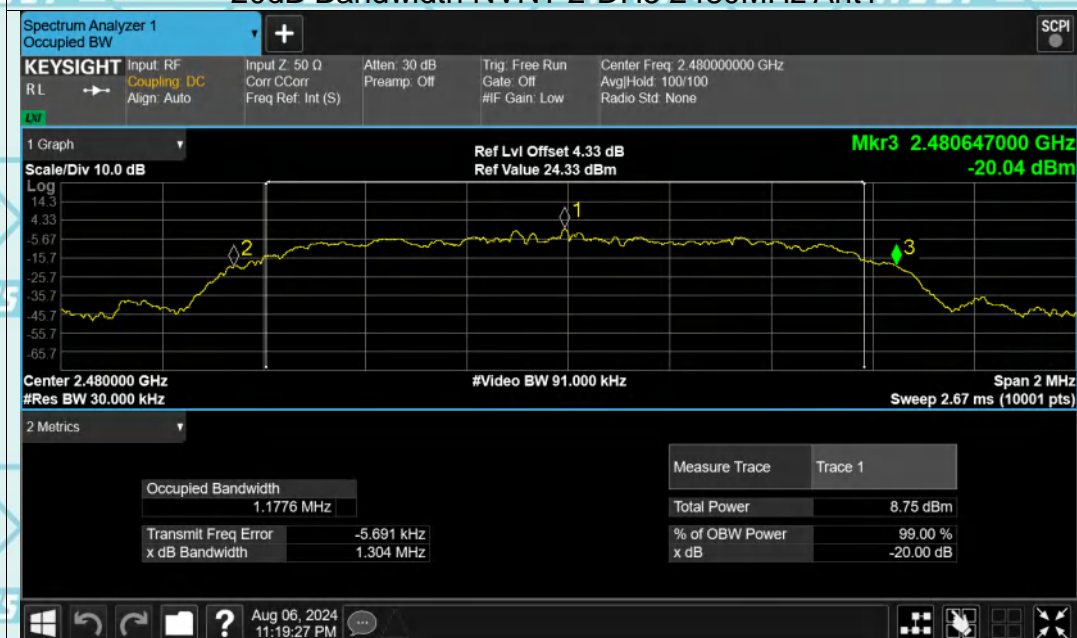 Spectrum Analyzer 1
Occupied BW
+
SCPI
KEYSIGHT
RL
LXI
Input: RF
Coupling: DC
Align: Auto
Input Z: 50 Ω
Corr CCorr
Freq Ref: Int (S)
Atten: 30 dB
Preamp: Off
Trig: Free Run
Gate: Off
#IF Gain: Low
Center Freq: 2.480000000 GHz
Avg|Hold: 100/100
Radio Std: None
1 Graph
Scale/Div 10.0 dB
Ref Lvl Offset 4.33 dB
Ref Value 24.33 dBm
Mkr3 2.480647000 GHz
-20.04 dBm
Log
14.3
4.33
-5.67
-15.7
-25.7
-35.7
-45.7
-55.7
-65.7
1
2
3
Center 2.480000 GHz
#Video BW 91.000 kHz
Span 2 MHz
#Res BW 30.000 kHz
Sweep 2.67 ms (10001 pts)
2 Metrics
Measure Trace Trace 1
Occupied Bandwidth
1.1776 MHz
Total Power 8.75 dBm
Transmit Freq Error -5.691 kHz
% of OBW Power 99.00 %
x dB Bandwidth 1.304 MHz
x dB -20.00 dB
?
Aug 06, 2024
11:19:27 PM